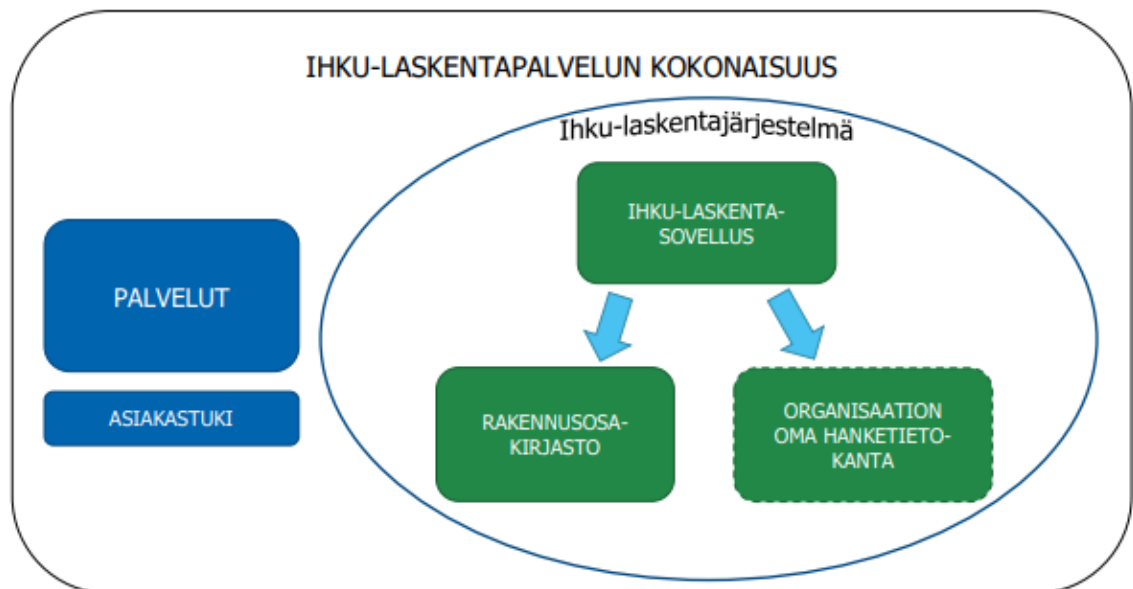 IHKU-LASKENTAPALVELUN KOKONAISUUS
Ihku-laskentajärjestelmä
IHKU-LASKENTA-
SOVELLUS
PALVELUT
ASIAKASTUKI
RAKENNUSOSA-
KIRJASTO
ORGANISAATION
OMA HANKETIETO-
KANTA